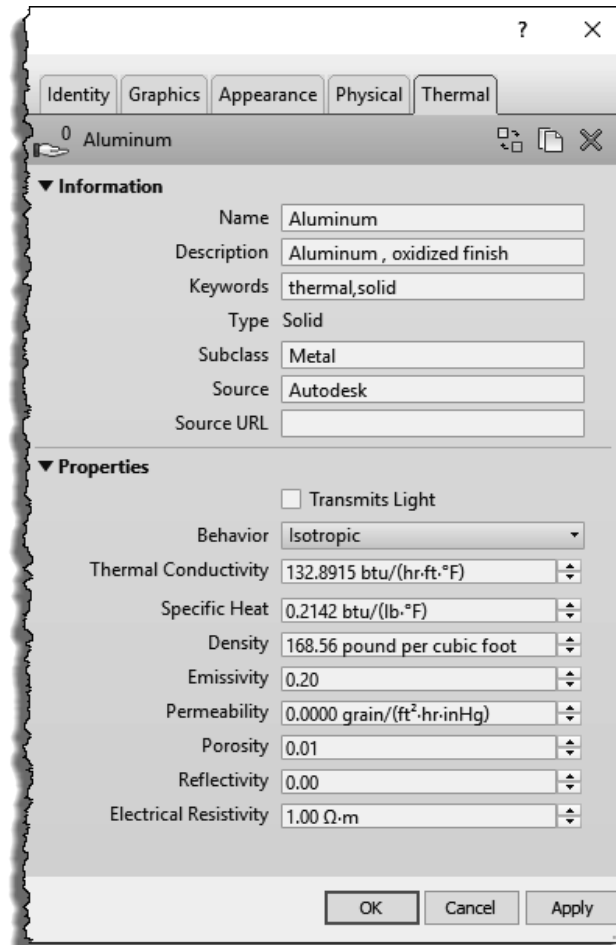 ?
Identity Graphics Appearance Physical Thermal
0 Aluminum
Information
Name Aluminum
Description Aluminum , oxidized finish
Keywords thermal,solid
Type Solid
Subclass Metal
Source Autodesk
Source URL
Properties
Transmits Light
Behavior Isotropic
Thermal Conductivity 132.8915 btu/(hr·ft·°F)
Specific Heat 0.2142 btu/(lb·°F)
Density 168.56 pound per cubic foot
Emissivity 0.20
Permeability 0.0000 grain/(ft²·hr·inHg)
Porosity 0.01
Reflectivity 0.00
Electrical Resistivity 1.00 Ω·m
OK Cancel Apply